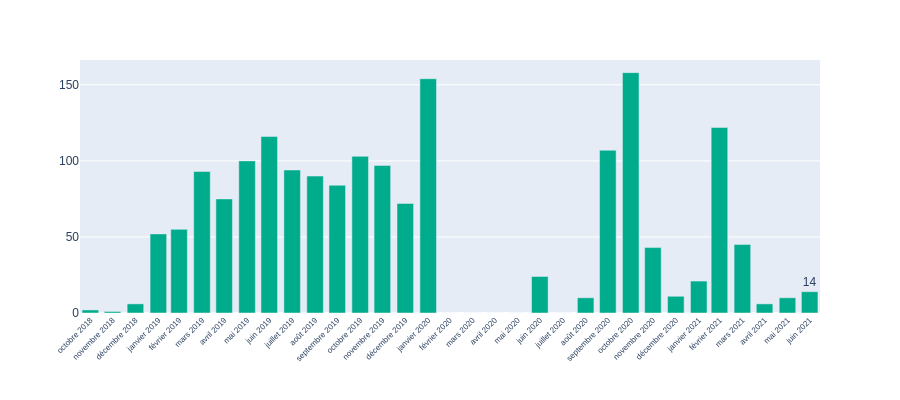 150
100
50
0
14
octobre 2018
novembre 2018
décembre 2018
janvier 2019
février 2019
mars 2019
avril 2019
mai 2019
juin 2019
juillet 2019
août 2019
septembre 2019
octobre 2019
novembre 2019
décembre 2019
janvier 2020
février 2020
mars 2020
avril 2020
mai 2020
juin 2020
juillet 2020
août 2020
septembre 2020
octobre 2020
novembre 2020
décembre 2020
janvier 2021
février 2021
mars 2021
avril 2021
mai 2021
juin 2021